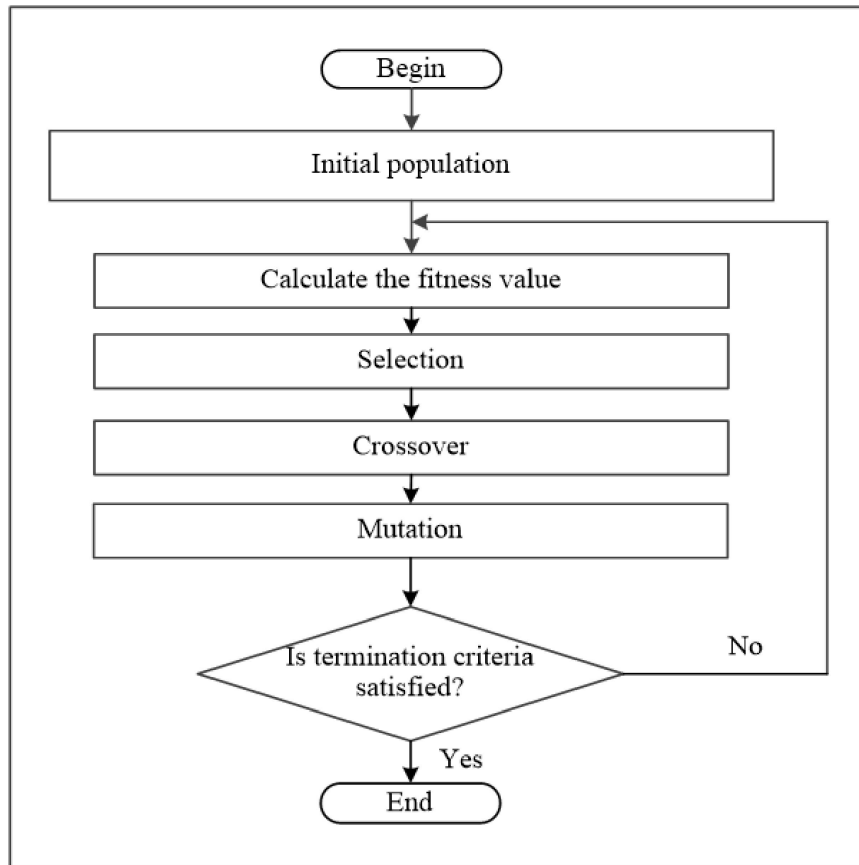 Begin
Initial population
Calculate the fitness value
Selection
Crossover
Mutation
Is termination criteria
satisfied?
No
Yes
End